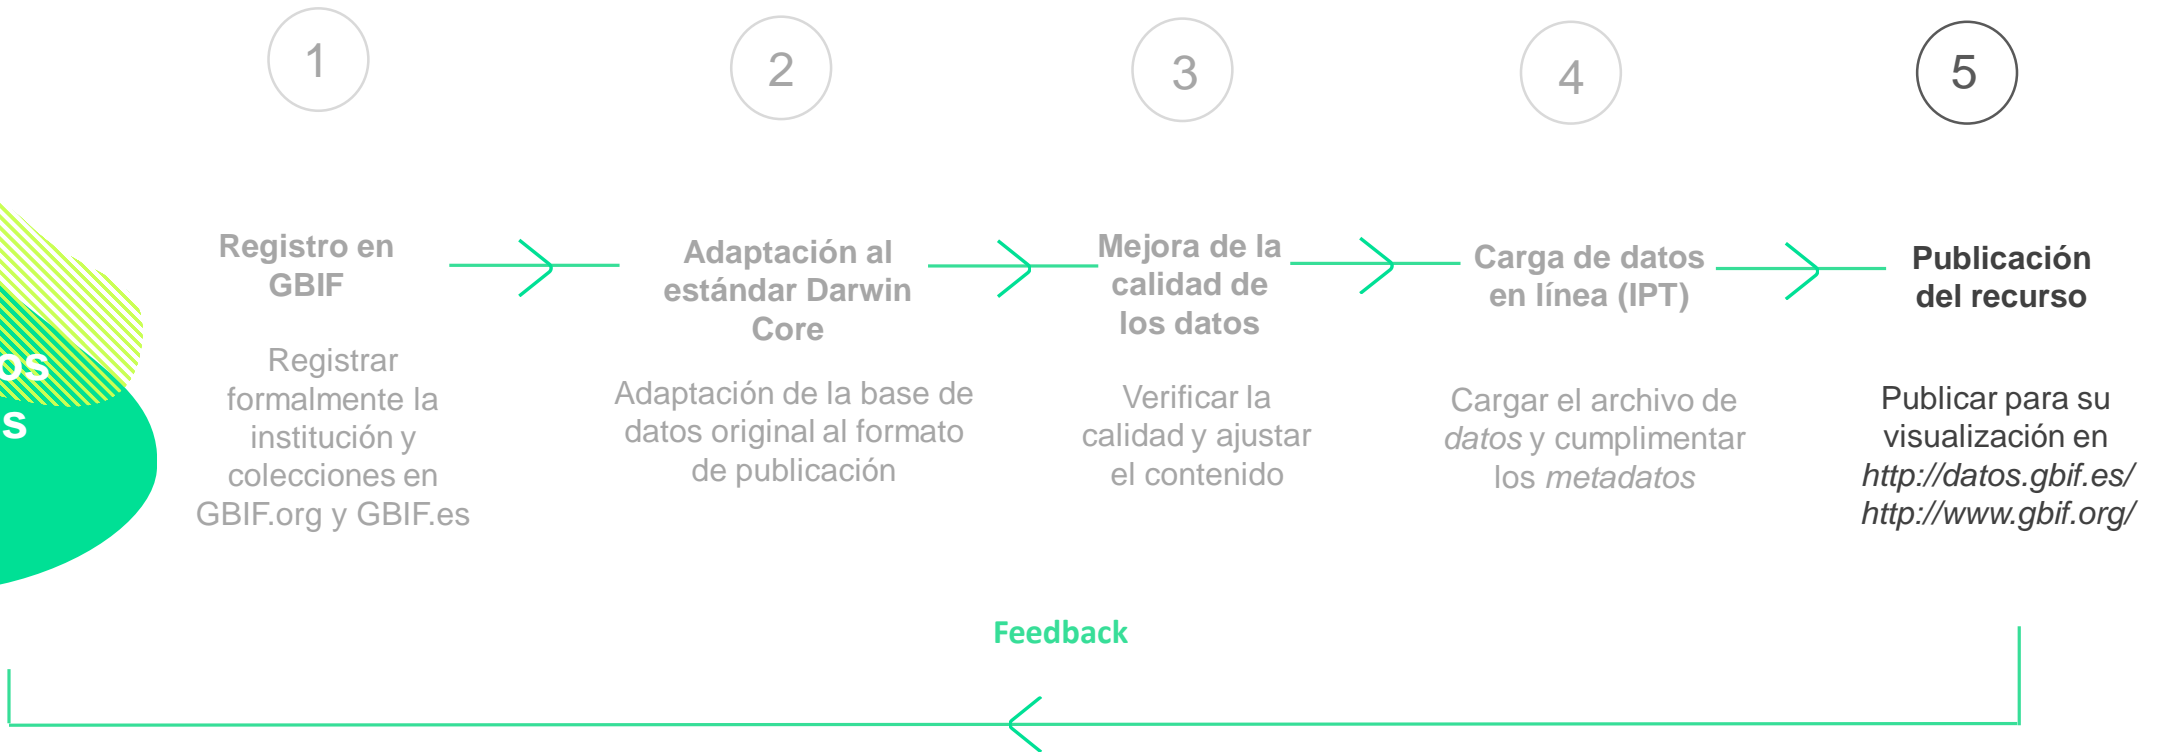 1
Registro en
GBIF
Registrar
formalmente la
institución y
colecciones en
GBIF.org y GBIF.es
2
Adaptación al
estándar Darwin
Core
Adaptación de la base de
datos original al formato
de publicación
3
Mejora de la
calidad de
los datos
Verificar la
calidad y ajustar
el contenido
4
Carga de datos
en línea (IPT)
Cargar el archivo de
datos y cumplimentar
los metadatos
5
Publicación
del recurso
Publicar para su
visualización en
http://datos.gbif.es/
http://www.gbif.org/
Feedback